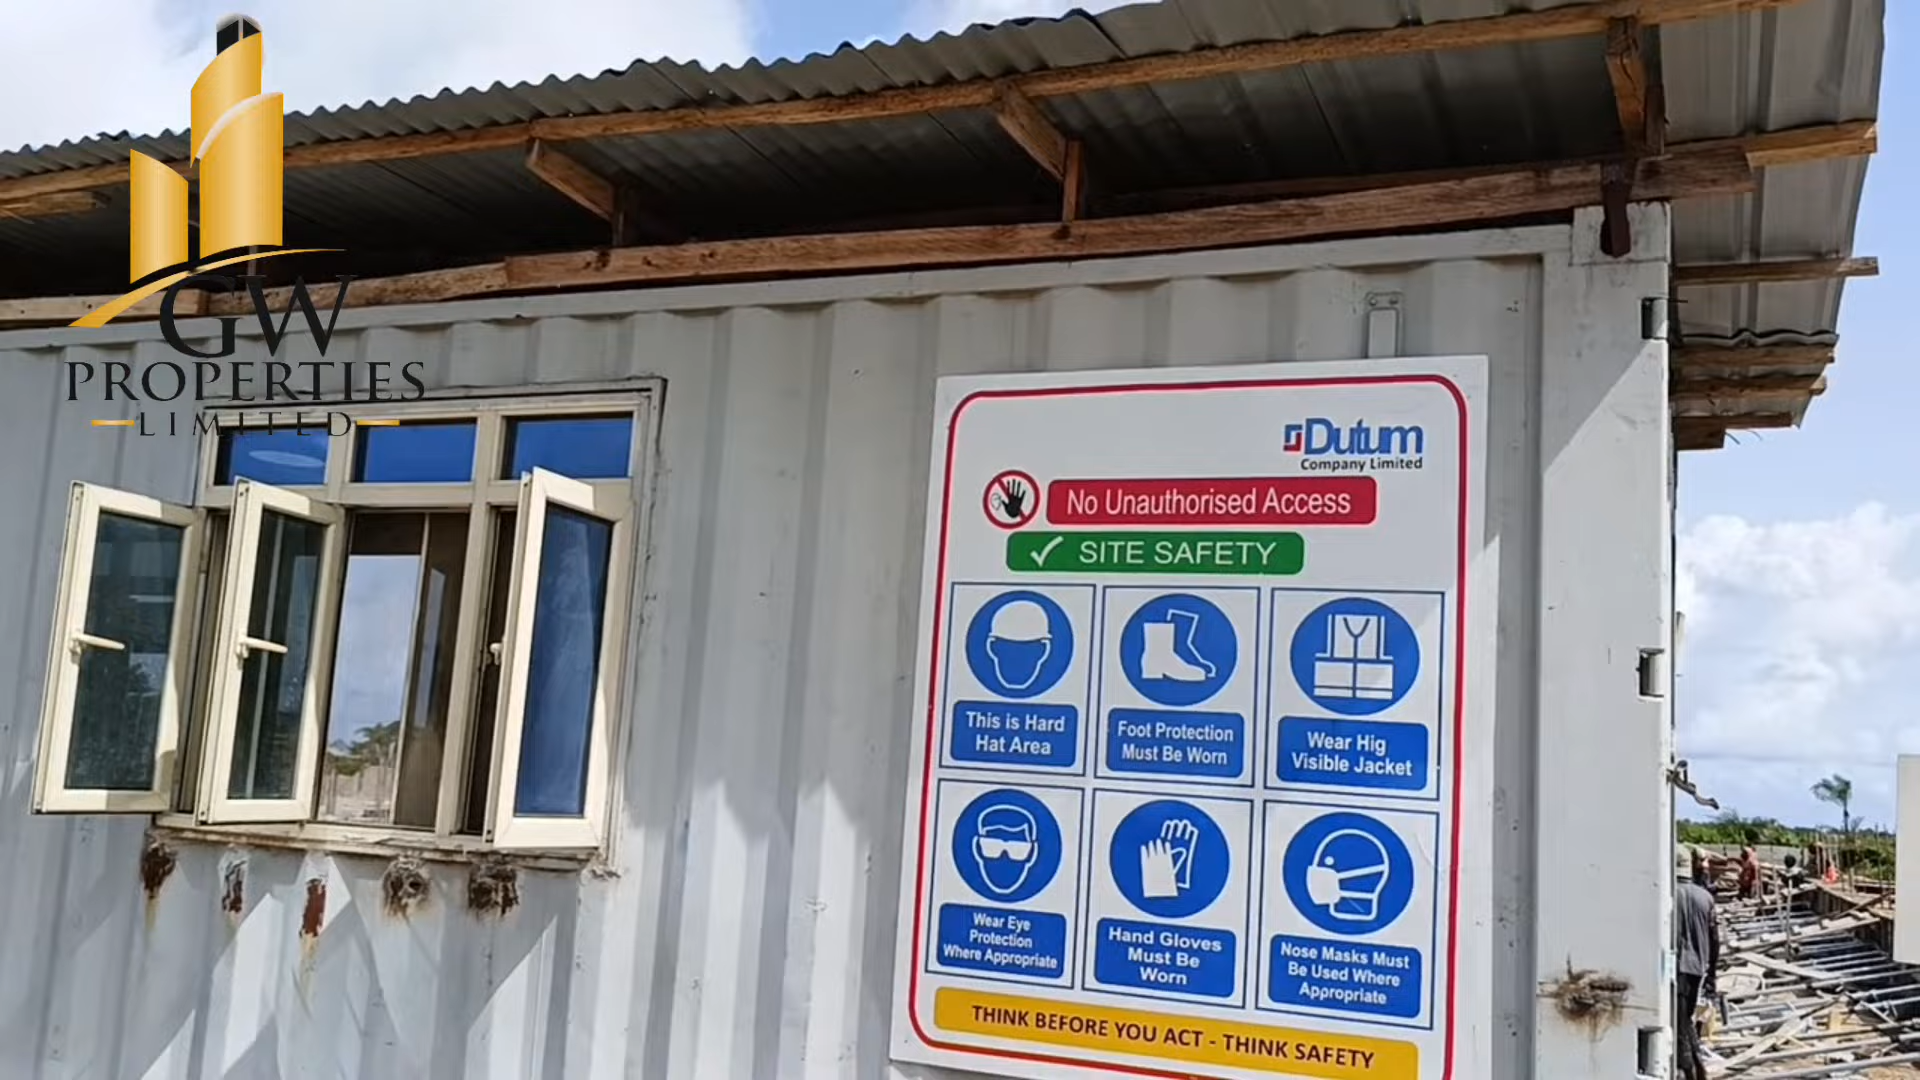 GW
PROPERTIES
LIMITED
Dutum
Company Limited
No Unauthorised Access
SITE SAFETY
This is Hard
Hat Area
Foot Protection
Must Be Worn
Wear Hig
Visible Jacket
Wear Eye
Protection
Where Appropriate
Hand Gloves
Must Be
Worn
Nose Masks Must
Be Used Where
Appropriate
THINK BEFORE YOU ACT - THINK SAFETY